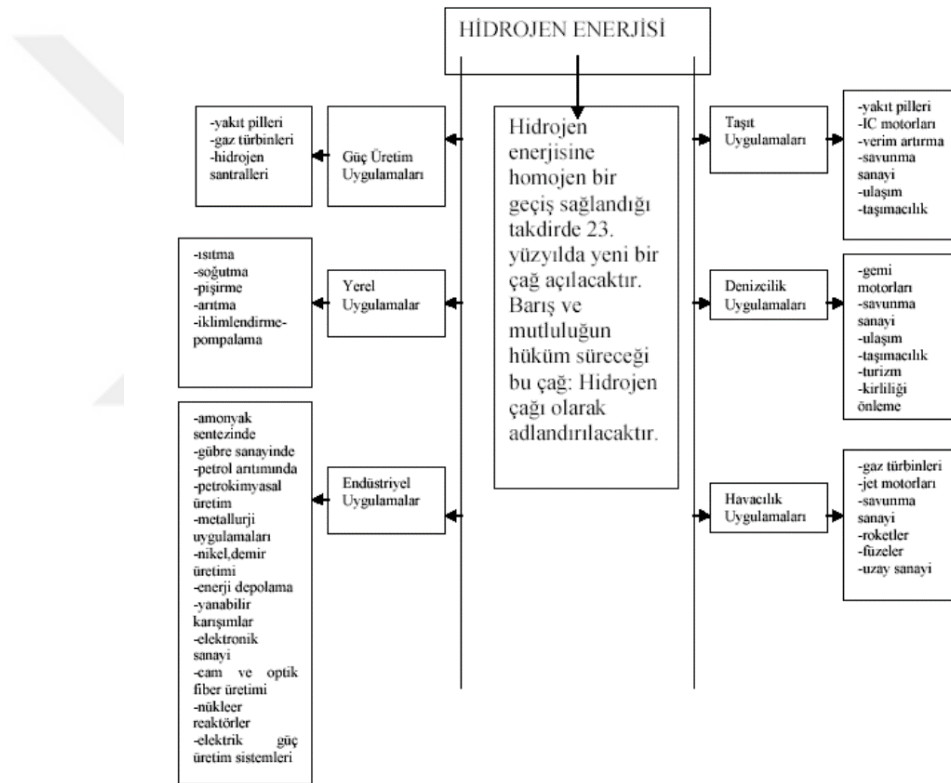 HİDROJEN ENERJİSİ
-yakıt pilleri
-gaz türbinleri
-hidrojen
santralleri
Güç Üretim
Uygulamaları
-ısıtma
-soğutma
-pişirme
-arıtma
-iklimlendirme-
pompalama
Yerel
Uygulamalar
-amonyak
sentezinde
-gübre sanayinde
-petrol arıtımında
-petrokimyasal
üretim
-metallurji
uygulamaları
-nikel,demir
üretimi
-enerji depolama
-yanabilir
karışımlar
-elektronik
sanayi
-cam ve optik
fiber üretimi
-nükleer
reaktörler
-elektrik güç
üretim sistemleri
Endüstriyel
Uygulamalar
Hidrojen
enerjisine
homojen bir
geçiş sağlandığı
takdirde 23.
yüzyılda yeni bir
çağ açılacaktır.
Barış ve
mutluluğun
hüküm süreceği
bu çağ: Hidrojen
çağı olarak
adlandırılacaktır.
Taşıt
Uygulamaları
-yakıt pilleri
-IC motorları
-verim artırma
-savunma
sanayi
-ulaşım
-taşımacılık
Denizcilik
Uygulamaları
-gemi
motorları
-savunma
sanayi
-ulaşım
-taşımacılık
-turizm
-kirliliği
önleme
Havacılık
Uygulamaları
-gaz türbinleri
-jet motorları
-savunma
sanayi
-roketler
-füzeler
-uzay sanayi